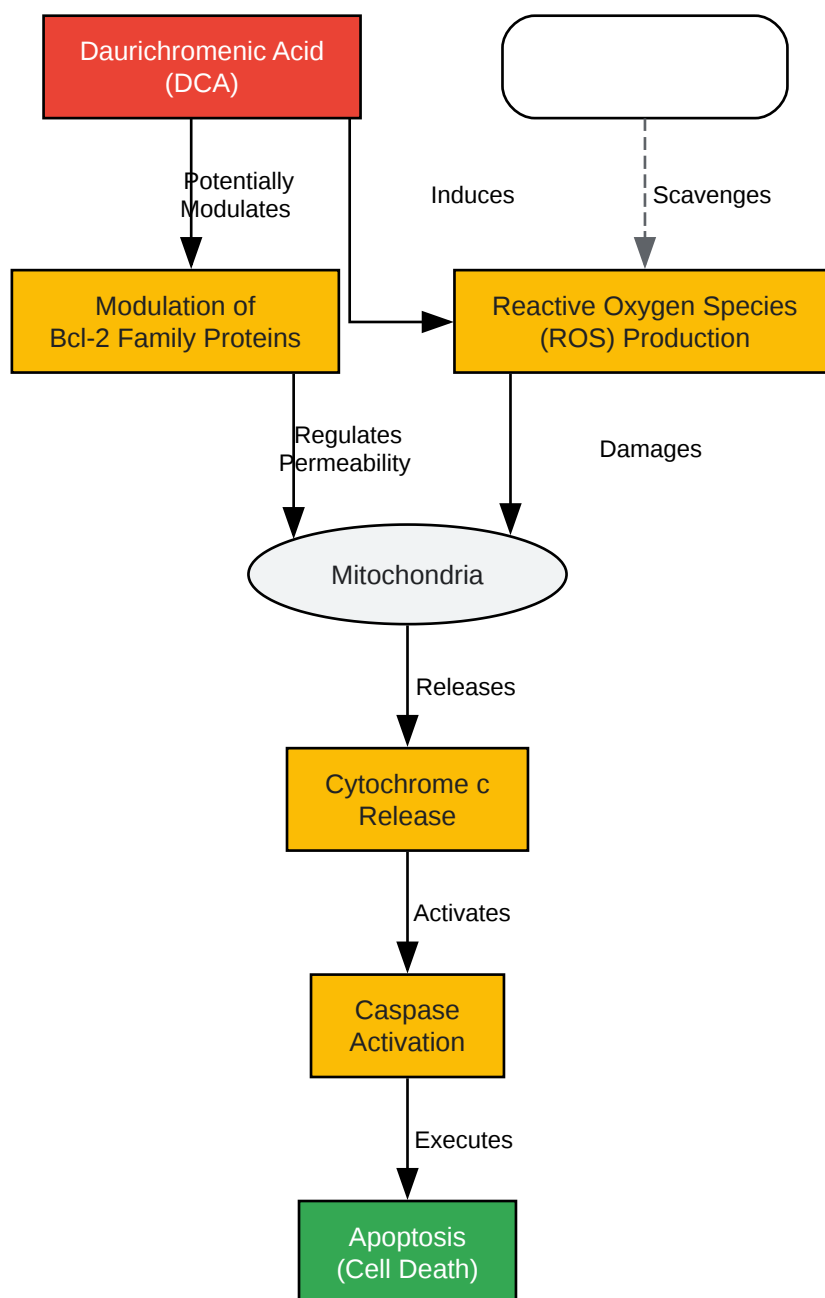 Daurichromenic Acid
(DCA)
Potentially
Modulates
Induces
Scavenges
Modulation of
Bcl-2 Family Proteins
Reactive Oxygen Species
(ROS) Production
Regulates
Permeability
Damages
Mitochondria
Releases
Cytochrome c
Release
Activates
Caspase
Activation
Executes
Apoptosis
(Cell Death)